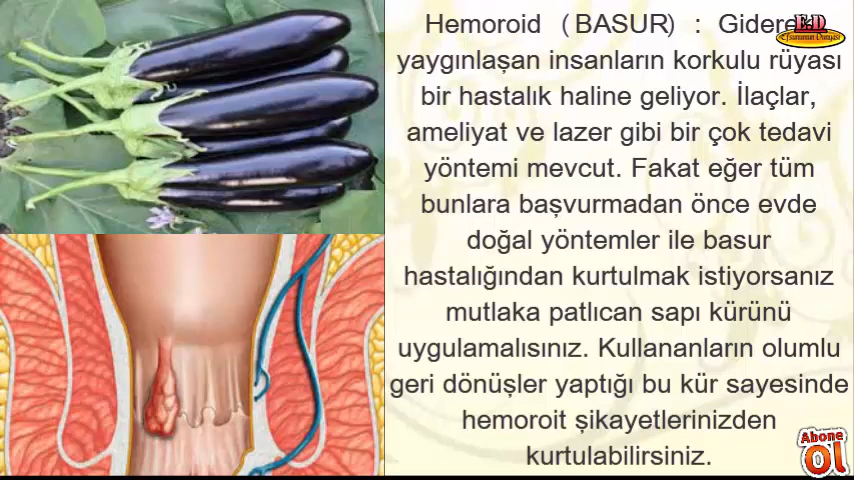 Hemoroid (BASUR) : Gidere
yaygınlaşan insanların korkulu rüyası
bir hastalık haline geliyor. İlaçlar,
ameliyat ve lazer gibi bir çok tedavi
yöntemi mevcut. Fakat eğer tüm
bunlara başvurmadan önce evde
doğal yöntemler ile basur
hastalığından kurtulmak istiyorsanız
mutlaka patlıcan sapı kürünü
uygulamalısınız. Kullananların olumlu
geri dönüşler yaptığı bu kür sayesinde
hemoroit şikayetlerinizden
kurtulabilirsiniz.
E-D
Efsunumun Dünyası
Abone
Ol